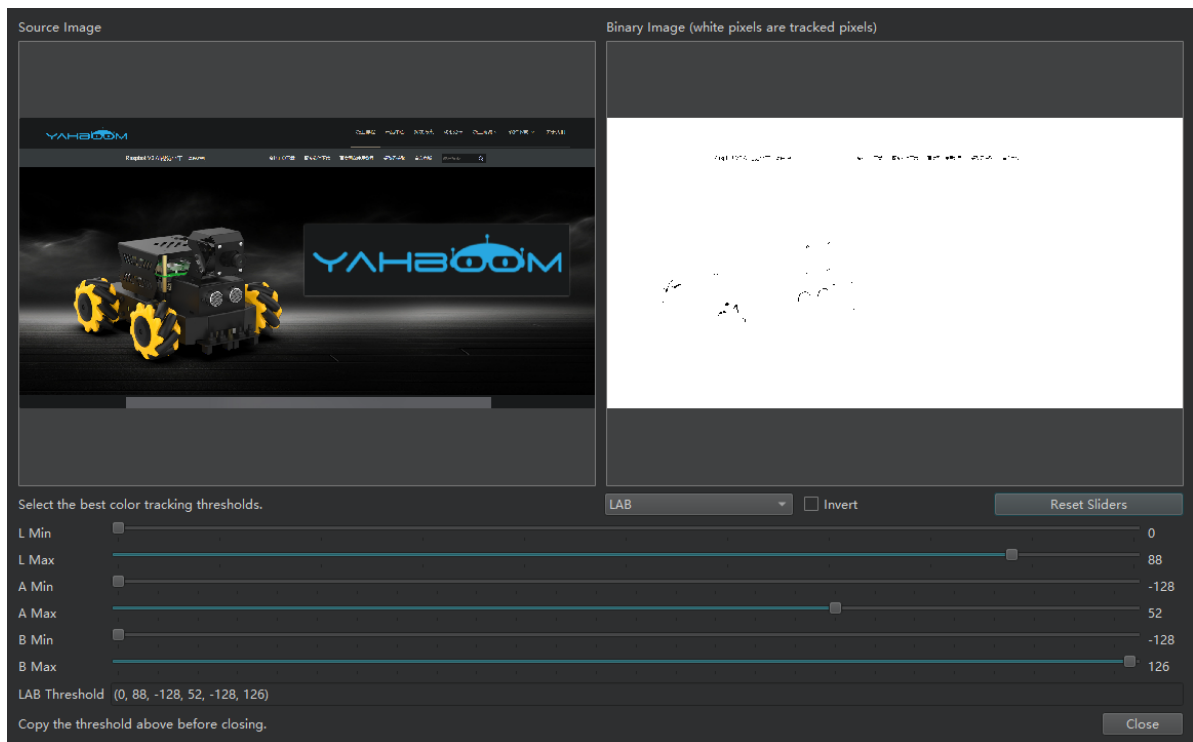 Source Image
Binary Image (white pixels are tracked pixels)
YAHBOOM
YAHBOOM
Select the best color tracking thresholds.
LAB
Invert
Reset Sliders
L Min 0
L Max 88
A Min -128
A Max 52
B Min -128
B Max 126
LAB Threshold (0, 88, -128, 52, -128, 126)
Copy the threshold above before closing.
Close